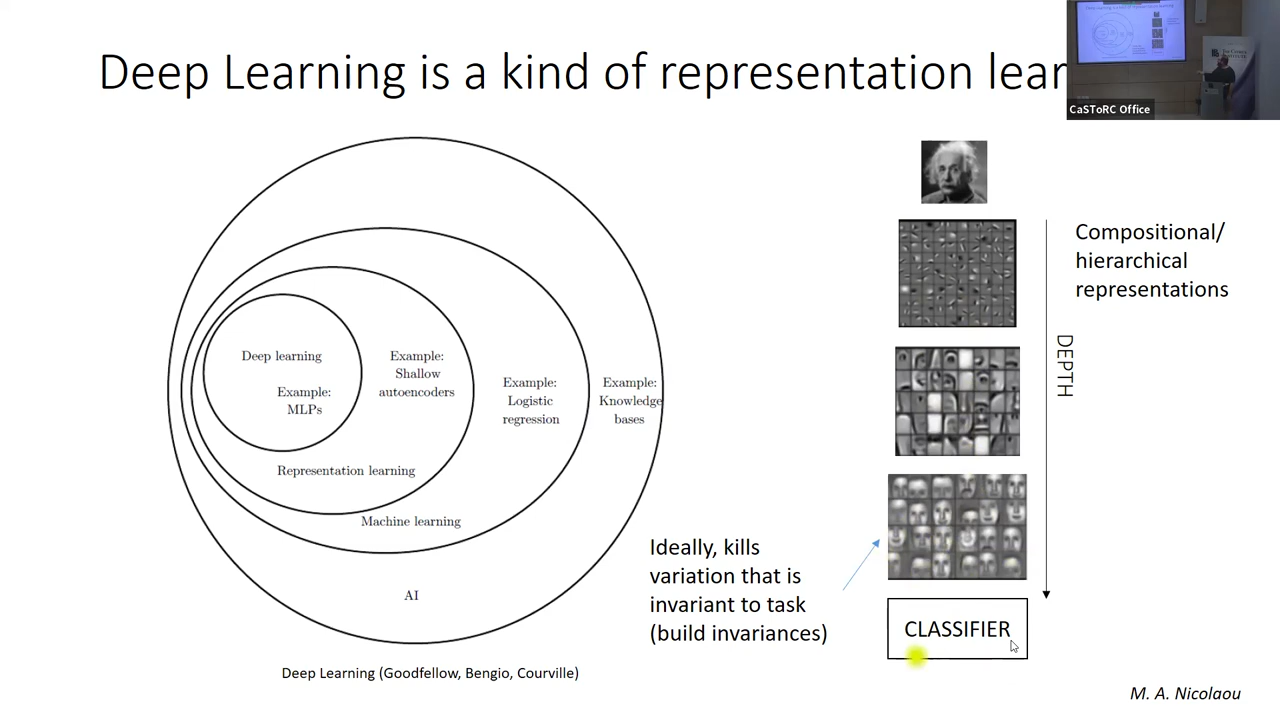 Deep Learning is a kind of representation lear
CaSToRC Office
Deep learning
Example:
MLPs
Example:
Shallow
autoencoders
Example:
Logistic
regression
Example:
Knowledge
bases
Representation learning
Machine learning
AI
Deep Learning (Goodfellow, Bengio, Courville)
Compositional/
hierarchical
representations
DEPTH
Ideally, kills
variation that is
invariant to task
(build invariances)
CLASSIFIER
M. A. Nicolaou